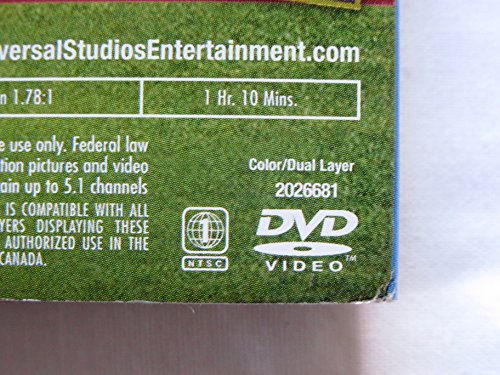 versalStudiosEntertainment.com
n 1.78:1
1 Hr. 10 Mins.
e use only. Federal law
tion pictures and video
ain up to 5.1 channels
Color/Dual Layer
2026681
IS COMPATIBLE WITH ALL
YERS DISPLAYING THESE
AUTHORIZED USE IN THE
CANADA.
1
NTSC
DVD
VIDEO™